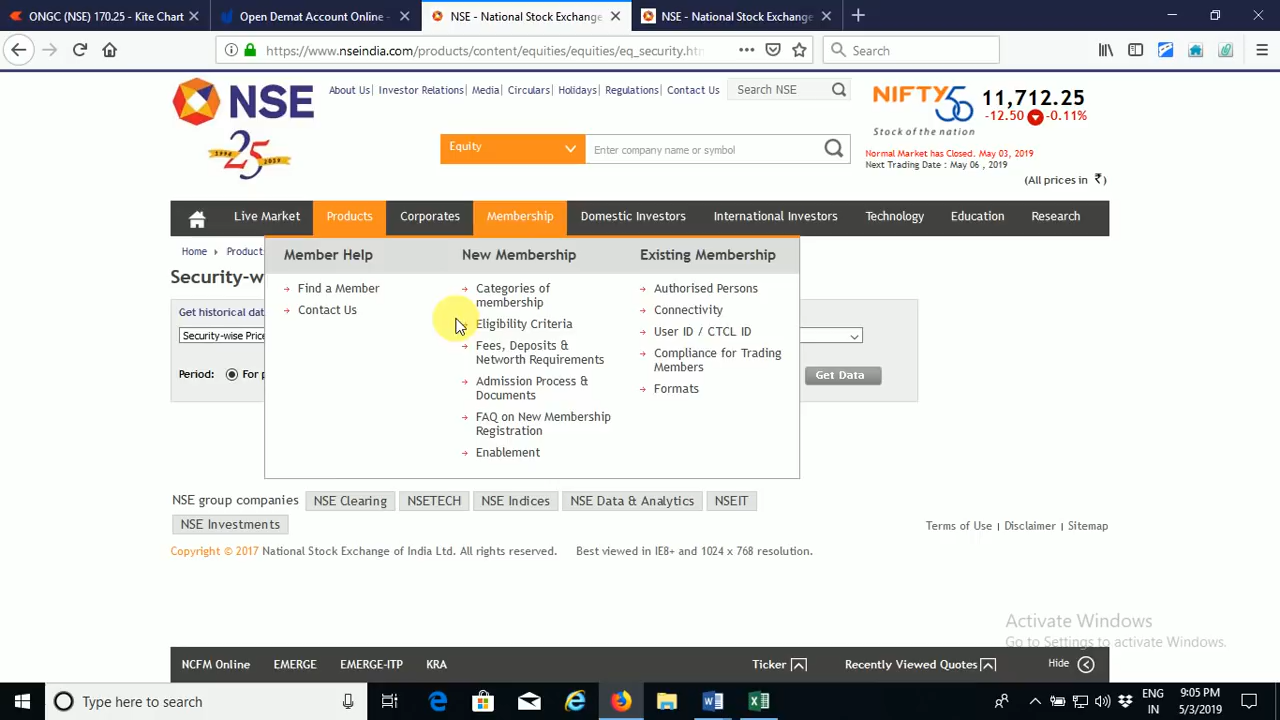 ONGC (NSE) 170.25 - Kite Chart
Open Demat Account Online -
NSE - National Stock Exchange
NSE - National Stock Exchange
https://www.nseindia.com/products/content/equities/equities/eq_security.htm
Search
NSE
About Us | Investor Relations | Media | Circulars | Holidays | Regulations | Contact Us
Search NSE
25
Equity
Enter company name or symbol
NIFTY 50
Stock of the nation
11,712.25
-12.50 -0.11%
Normal Market has Closed. May 03, 2019
Next Trading Date : May 06 , 2019
(All prices in ₹)
Live Market Products Corporates Membership Domestic Investors International Investors Technology Education Research
Home Product
Security-w
Get historical dat
Security-wise Price
Period: For p
Get Data
Member Help
Find a Member
Contact Us
New Membership
Categories of
membership
Eligibility Criteria
Fees, Deposits &
Networth Requirements
Admission Process &
Documents
FAQ on New Membership
Registration
Enablement
Existing Membership
Authorised Persons
Connectivity
User ID / CTCL ID
Compliance for Trading
Members
Formats
NSE group companies NSE Clearing NSETECH NSE Indices NSE Data & Analytics NSEIT
NSE Investments
Terms of Use | Disclaimer | Sitemap
Copyright © 2017 National Stock Exchange of India Ltd. All rights reserved. Best viewed in IE8+ and 1024 x 768 resolution.
Activate Windows
Go to Settings to activate Windows.
NCFM Online EMERGE EMERGE-ITP KRA Ticker Recently Viewed Quotes Hide
Type here to search
ENG
IN
9:05 PM
5/3/2019